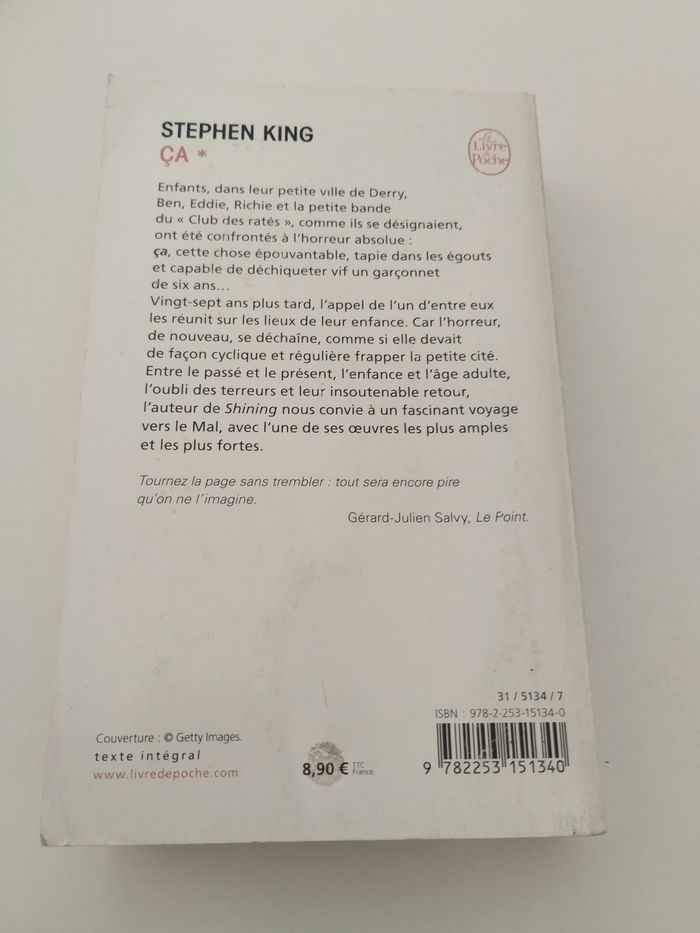 STEPHEN KING
ÇA *
Le
Livre
de
Poche
Enfants, dans leur petite ville de Derry,
Ben, Eddie, Richie et la petite bande
du « Club des ratés », comme ils se désignaient,
ont été confrontés à l'horreur absolue :
ça, cette chose épouvantable, tapie dans les égouts
et capable de déchiqueter vif un garçonnet
de six ans...
Vingt-sept ans plus tard, l'appel de l'un d'entre eux
les réunit sur les lieux de leur enfance. Car l'horreur,
de nouveau, se déchaîne, comme si elle devait
de façon cyclique et régulière frapper la petite cité.
Entre le passé et le présent, l'enfance et l'âge adulte,
l'oubli des terreurs et leur insoutenable retour,
l'auteur de Shining nous convie à un fascinant voyage
vers le Mal, avec l'une de ses œuvres les plus amples
et les plus fortes.
Tournez la page sans trembler : tout sera encore pire
qu'on ne l'imagine.
Gérard-Julien Salvy, Le Point.
31 / 5134 / 7
ISBN : 978-2-253-15134-0
Couverture : © Getty Images.
texte intégral
www.livredepoche.com
8,90 € TTC
France
9 782253 151340